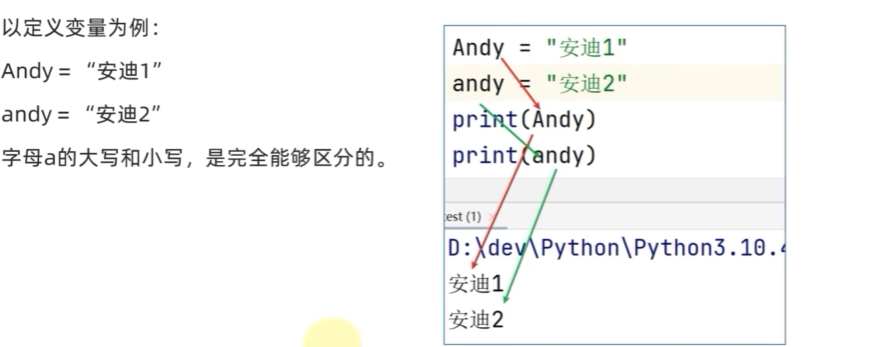 以定义变量为例：
Andy = “安迪1”
andy = “安迪2”
字母a的大写和小写，是完全能够区分的。
Andy = "安迪1"
andy = "安迪2"
print(Andy)
print(andy)
est (1)
D:\dev\Python\Python3.10.4
安迪1
安迪2